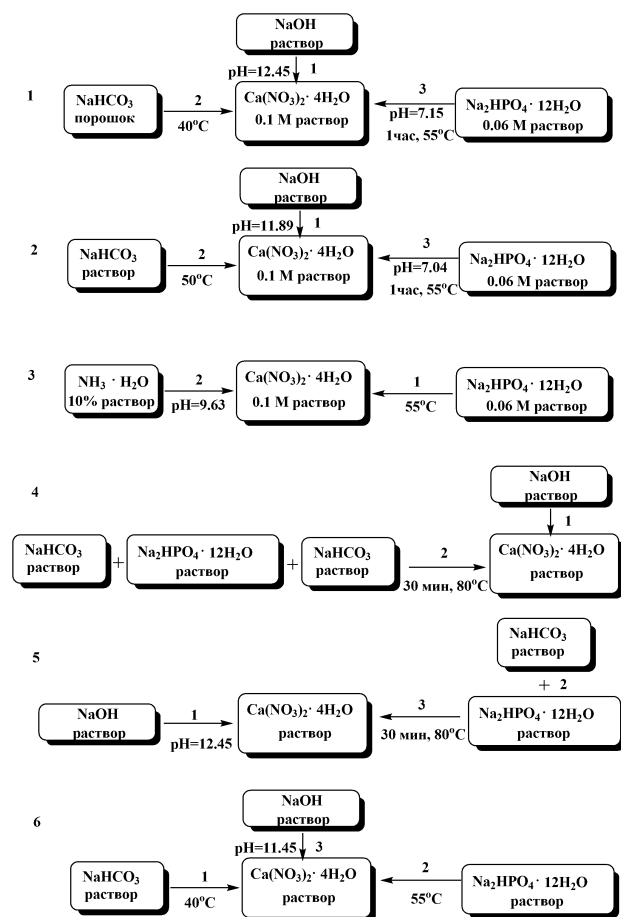 NaOH
раствор
pH=12.45 1
1
NaHCO3
порошок
2
40°C
Ca(NO3)2· 4H2O
0.1 М раствор
3
pH=7.15
1час, 55°C
Na2HPO4· 12H2O
0.06 М раствор
NaOH
раствор
pH=11.89 1
2
NaHCO3
раствор
2
50°C
Ca(NO3)2· 4H2O
0.1 М раствор
3
pH=7.04
1час, 55°C
Na2HPO4· 12H2O
0.06 М раствор
3
NH3 · H2O
10% раствор
2
pH=9.63
Ca(NO3)2· 4H2O
0.1 М раствор
1
55°C
Na2HPO4· 12H2O
0.06 М раствор
4
NaOH
раствор
1
NaHCO3
раствор
+
Na2HPO4· 12H2O
раствор
+
NaHCO3
раствор
2
30 мин, 80°C
Ca(NO3)2· 4H2O
раствор
5
NaHCO3
раствор
+ 2
NaOH
раствор
1
pH=12.45
Ca(NO3)2· 4H2O
раствор
3
30 мин, 80°C
Na2HPO4· 12H2O
раствор
6
NaOH
раствор
pH=11.45 3
NaHCO3
раствор
1
40°C
Ca(NO3)2· 4H2O
раствор
2
55°C
Na2HPO4· 12H2O
раствор